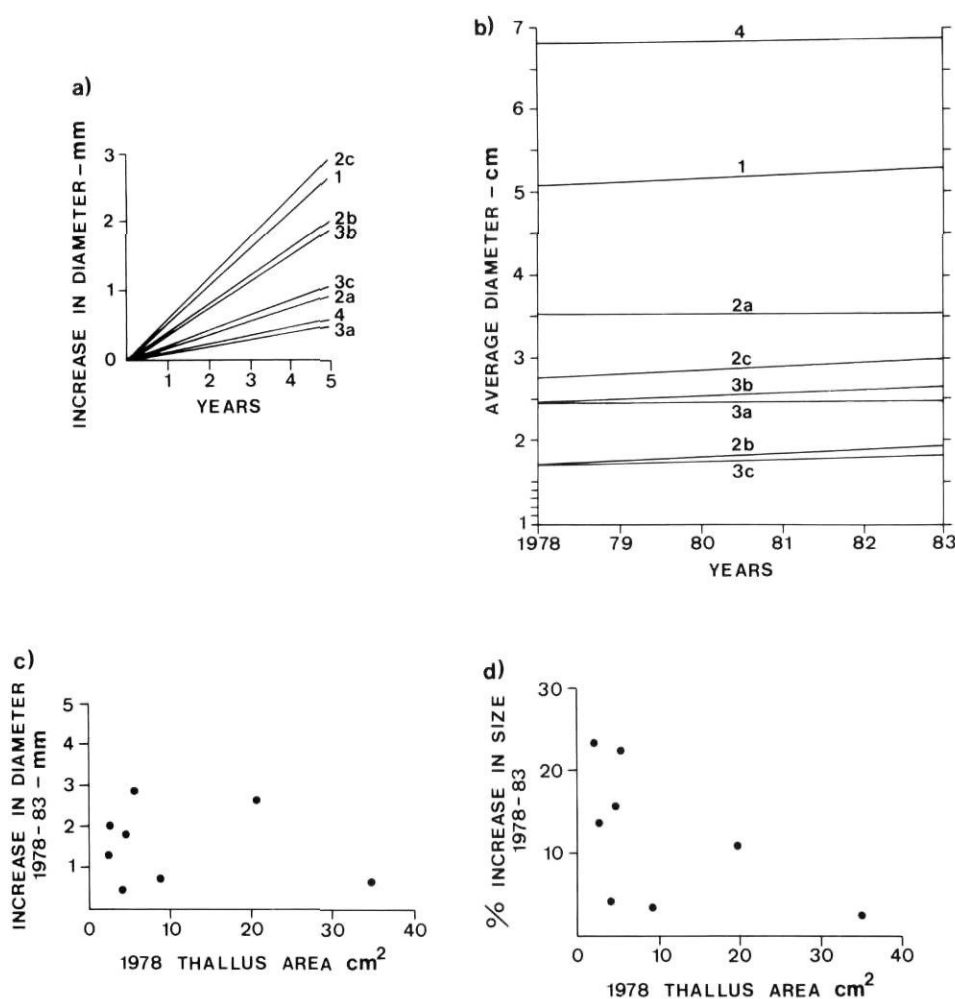 a)
INCREASE IN DIAMETER - mm
3
2
1
0
1 2 3 4 5
YEARS
2c
1
2b
3b
3c
2a
4
3a
b)
AVERAGE DIAMETER - cm
7
6
5
4
3
2
1
4
1
2a
2c
3b
3a
2b
3c
1978 79 80 81 82 83
YEARS
c)
INCREASE IN DIAMETER
1978-83 - mm
5
4
3
2
1
0 10 20 30 40
1978 THALLUS AREA cm²
d)
% INCREASE IN SIZE
1978-83
30
20
10
0 10 20 30 40
1978 THALLUS AREA cm²